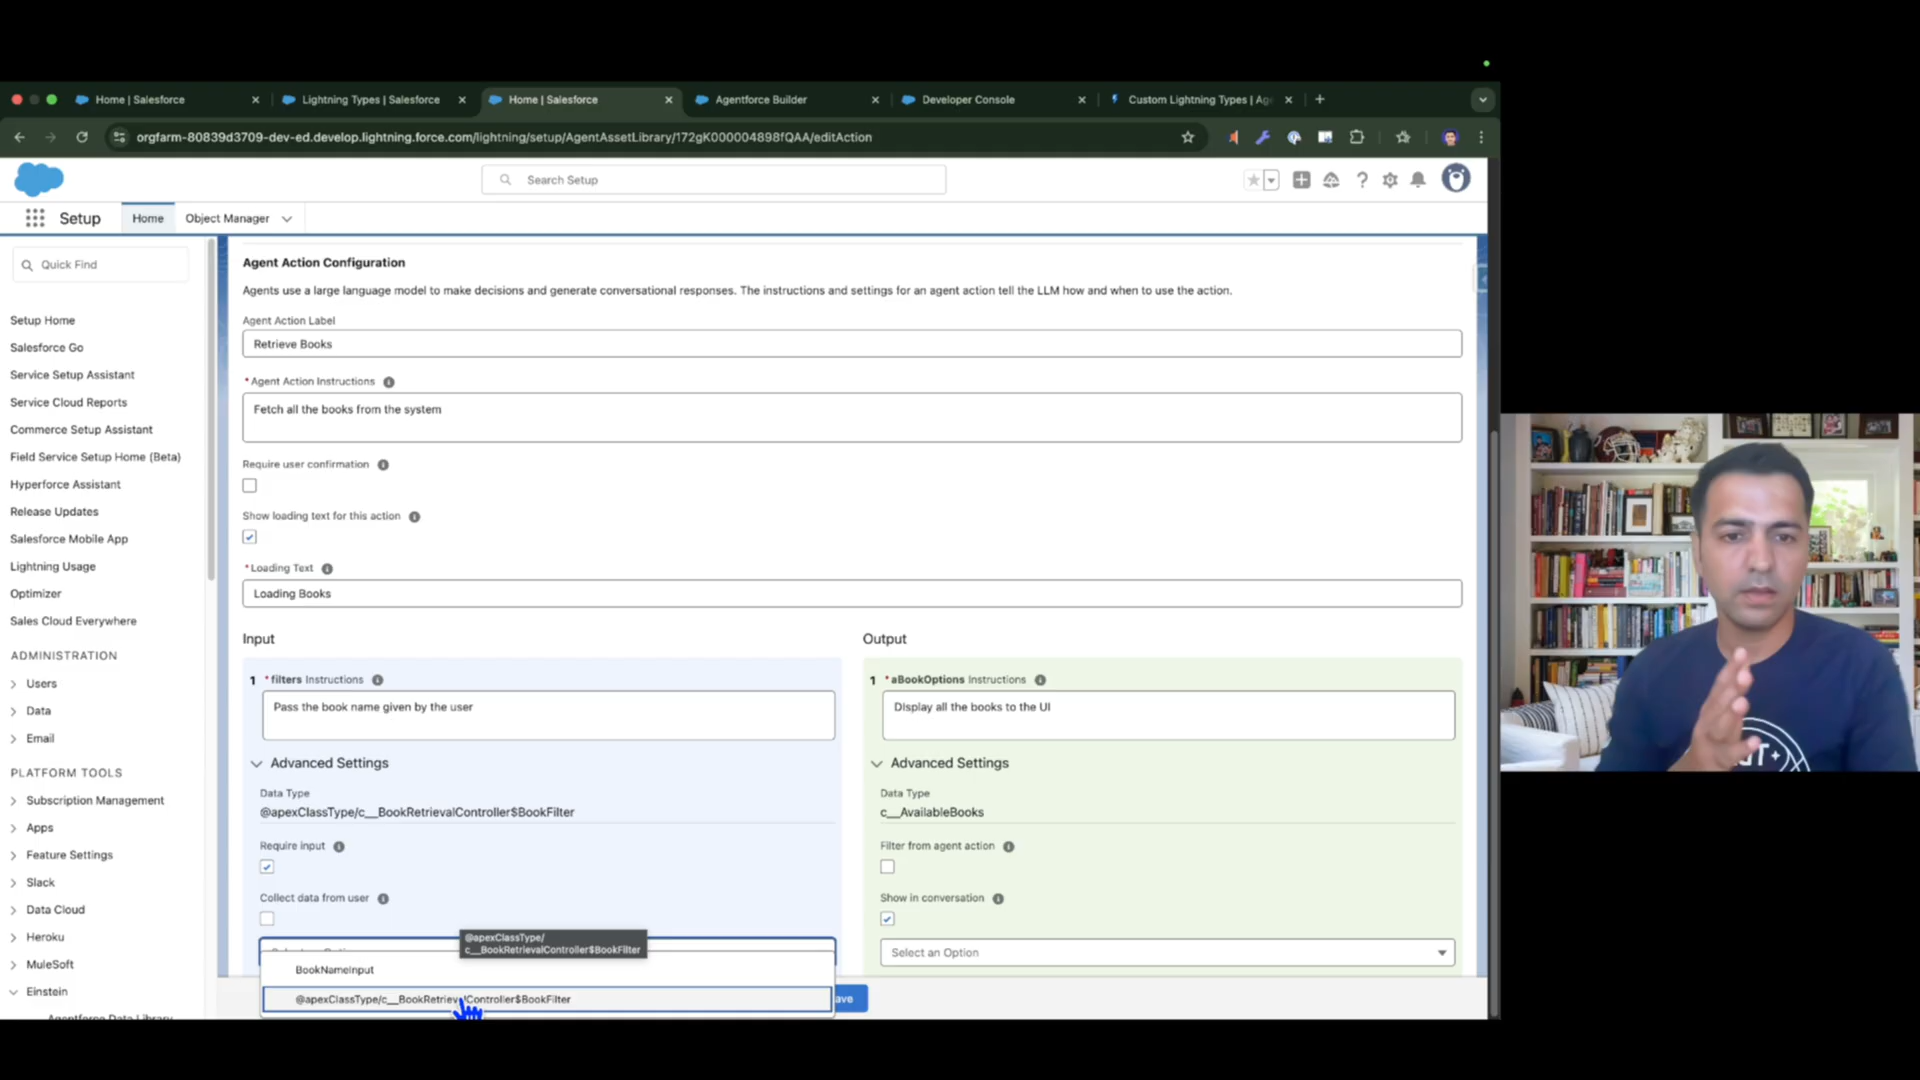 Home | Salesforce
Lightning Types | Salesforce
Home | Salesforce
Agentforce Builder
Developer Console
Custom Lightning Types | Ag
orgfarm-80839d3709-dev-ed.develop.lightning.force.com/lightning/setup/AgentAssetLibrary/172gK000004898fQAA/editAction
Search Setup
Setup
Home
Object Manager
Quick Find
Setup Home
Salesforce Go
Service Setup Assistant
Service Cloud Reports
Commerce Setup Assistant
Field Service Setup Home (Beta)
Hyperforce Assistant
Release Updates
Salesforce Mobile App
Lightning Usage
Optimizer
Sales Cloud Everywhere
ADMINISTRATION
Users
Data
Email
PLATFORM TOOLS
Subscription Management
Apps
Feature Settings
Slack
Data Cloud
Heroku
MuleSoft
Einstein
Agentforce Data Library
Agent Action Configuration
Agents use a large language model to make decisions and generate conversational responses. The instructions and settings for an agent action tell the LLM how and when to use the action.
Agent Action Label
Retrieve Books
* Agent Action Instructions
Fetch all the books from the system
Require user confirmation
Show loading text for this action
* Loading Text
Loading Books
Input
1 * filters Instructions
Pass the book name given by the user
Advanced Settings
Data Type
@apexClassType/c__BookRetrievalController$BookFilter
Require input
Collect data from user
@apexClassType/
c__BookRetrievalController$BookFilter
BookNameInput
@apexClassType/c__BookRetrievalController$BookFilter
Output
1 * aBookOptions Instructions
Display all the books to the UI
Advanced Settings
Data Type
c__AvailableBooks
Filter from agent action
Show in conversation
Select an Option
ave